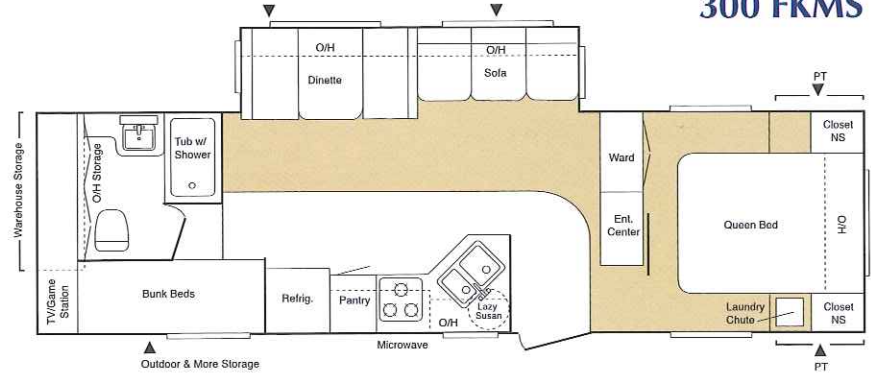 300 FKMS
PT
O/H
Dinette
O/H
Sofa
Closet
NS
Warehouse Storage
O/H Storage
Tub w/
Shower
Ward
Ent.
Center
Queen Bed
O/H
TV/Game
Station
Bunk Beds
Refrig.
Pantry
O/H
Lazy
Susan
Laundry
Chute
Closet
NS
Microwave
Outdoor & More Storage
PT